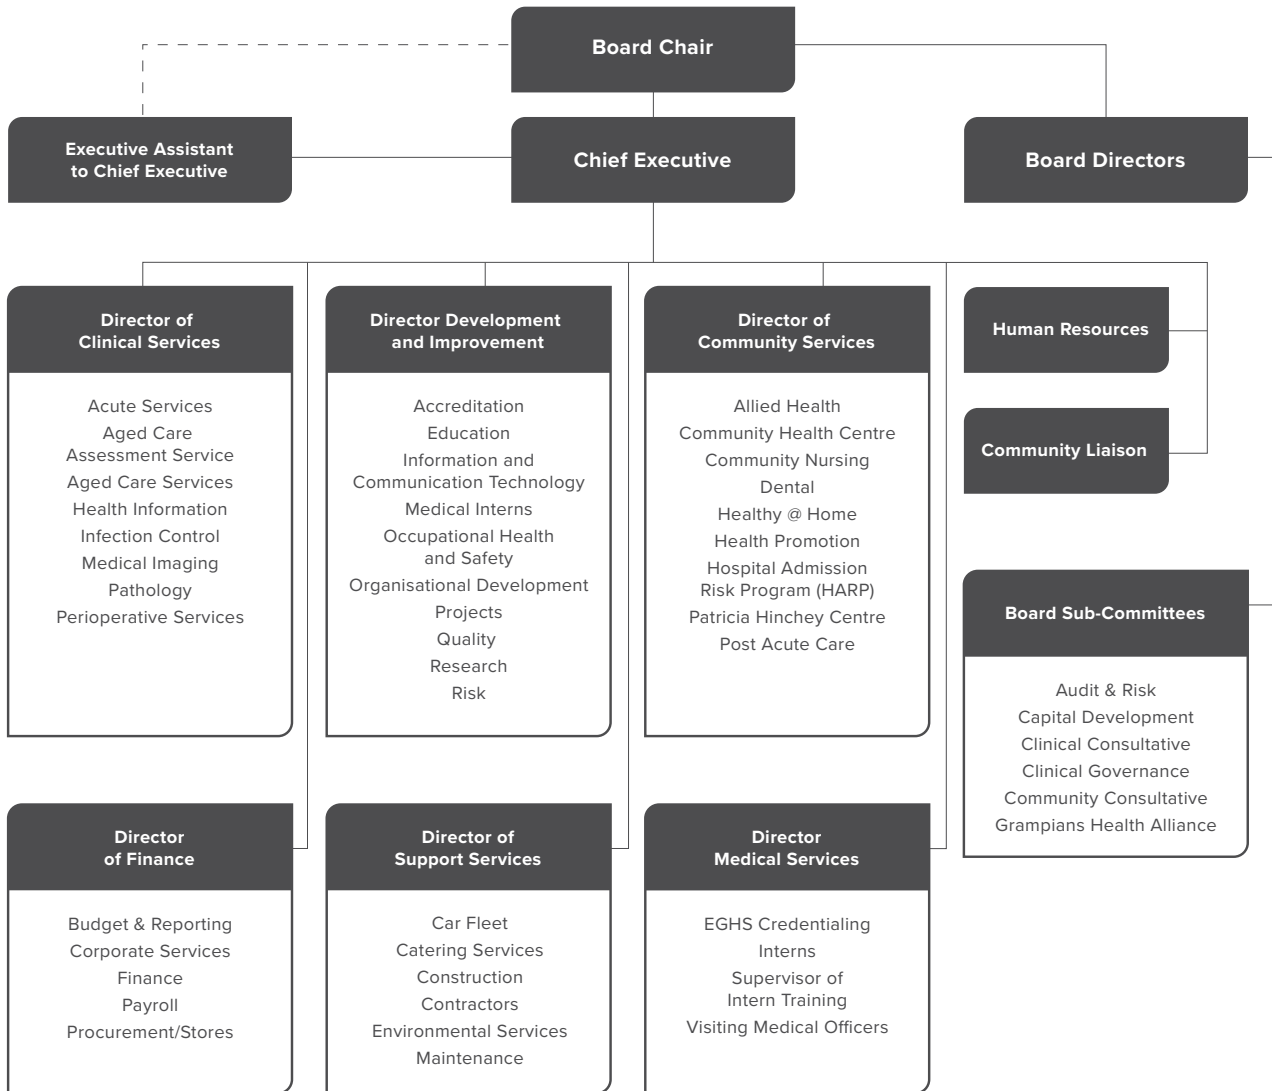 Board Chair
Executive Assistant
to Chief Executive
Chief Executive
Board Directors
Director of
Clinical Services
Acute Services
Aged Care
Assessment Service
Aged Care Services
Health Information
Infection Control
Medical Imaging
Pathology
Perioperative Services
Director Development
and Improvement
Accreditation
Education
Information and
Communication Technology
Medical Interns
Occupational Health
and Safety
Organisational Development
Projects
Quality
Research
Risk
Director of
Community Services
Allied Health
Community Health Centre
Community Nursing
Dental
Healthy @ Home
Health Promotion
Hospital Admission
Risk Program (HARP)
Patricia Hinchey Centre
Post Acute Care
Human Resources
Community Liaison
Board Sub-Committees
Audit & Risk
Capital Development
Clinical Consultative
Clinical Governance
Community Consultative
Grampians Health Alliance
Director
of Finance
Budget & Reporting
Corporate Services
Finance
Payroll
Procurement/Stores
Director of
Support Services
Car Fleet
Catering Services
Construction
Contractors
Environmental Services
Maintenance
Director
Medical Services
EGHS Credentialing
Interns
Supervisor of
Intern Training
Visiting Medical Officers